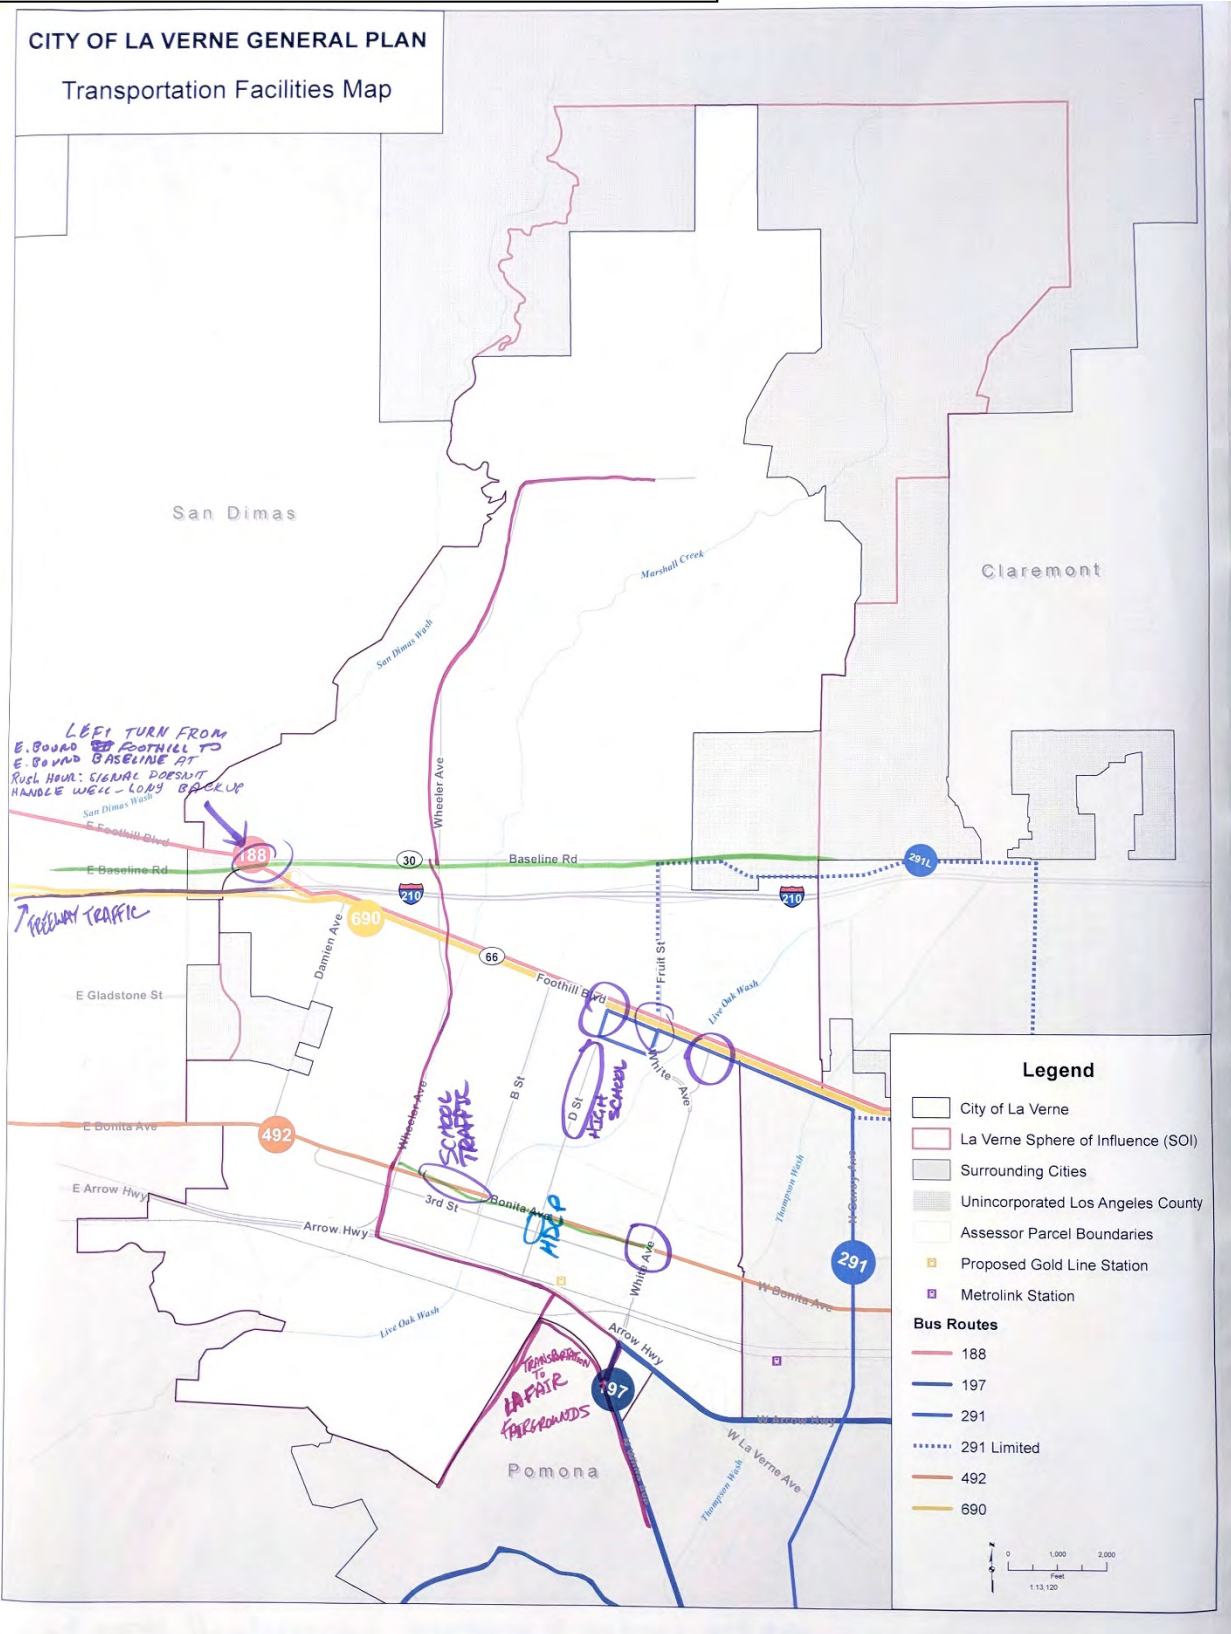 CITY OF LA VERNE GENERAL PLAN
Transportation Facilities Map
San Dimas
Marshall Creek
Claremont
San Dimas Wash
LEFT TURN FROM
E. BOUND FOOTHILL TO
E. BOUND BASELINE AT
RUSH HOUR: SIGNAL DOESN'T
HANDLE WELL - LONG BACKUP
San Dimas Wash
Wheeler Ave
E Foothill Blvd
188
30
Baseline Rd
291L
E Baseline Rd
210
210
FREEWAY TRAFFIC
690
Damien Ave
66
Fruit St
Foothill Blvd
Live Oak Wash
E Gladstone St
White Ave
B St
D St
HIGH
SCHOOL
Wheeler Ave
SCHOOL
TRAFFIC
E Bonita Ave
492
Thompson Wash
E Arrow Hwy
3rd St
Bonita Ave
HDCP
Arrow Hwy
White Ave
291
W Bonita Ave
Live Oak Wash
Arrow Hwy
TRANSPORTATION
TO
LA FAIR
FAIRGROUNDS
197
W Arrow Hwy
W La Verne Ave
Pomona
Thompson Wash
Legend
City of La Verne
La Verne Sphere of Influence (SOI)
Surrounding Cities
Unincorporated Los Angeles County
Assessor Parcel Boundaries
Proposed Gold Line Station
Metrolink Station
Bus Routes
188
197
291
291 Limited
492
690
N
0 1,000 2,000
Feet
1:13,120